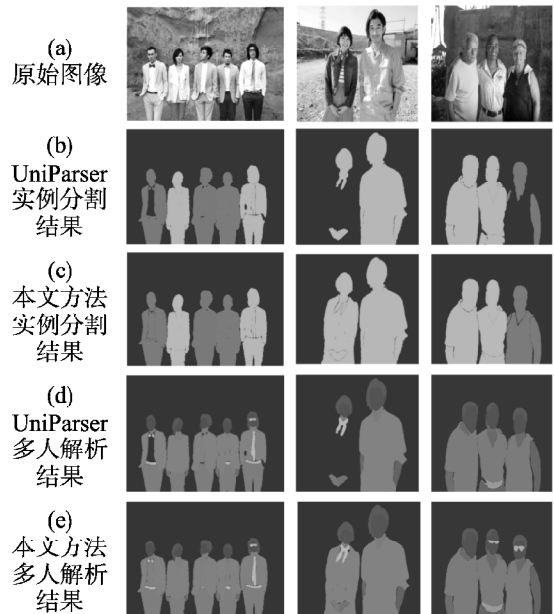 (a)
原始图像
(b)
UniParser
实例分割
结果
(c)
本文方法
实例分割
结果
(d)
UniParser
多人解析
结果
(e)
本文方法
多人解析
结果